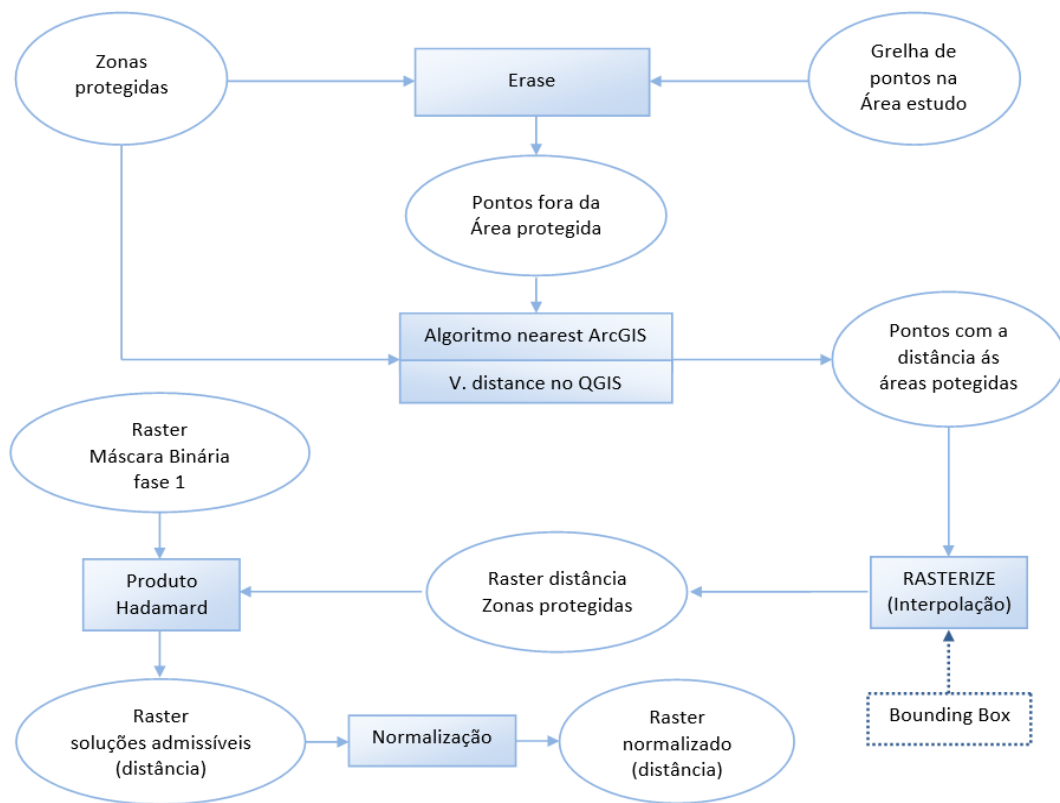 Zonas
protegidas
Erase
Grelha de
pontos na
Área estudo
Pontos fora da
Área protegida
Algoritmo nearest ArcGIS
V. distance no QGIS
Pontos com a
distância ás
áreas potegidas
Raster
Máscara Binária
fase 1
Produto
Hadamard
Raster distância
Zonas protegidas
RASTERIZE
(Interpolação)
Bounding Box
Raster
soluções admissíveis
(distância)
Normalização
Raster
normalizado
(distância)